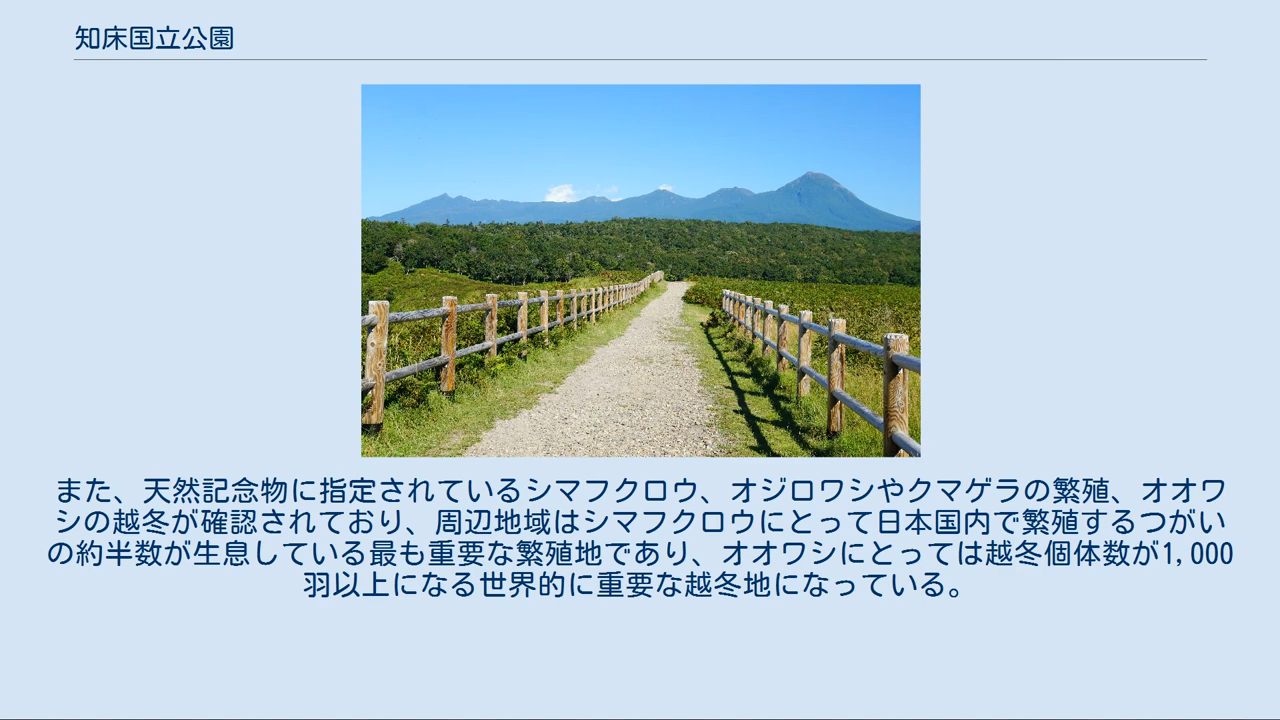 知床国立公園
また、天然記念物に指定されているシマフクロウ、オジロワシやクマゲラの繁殖、オオワ
シの越冬が確認されており、周辺地域はシマフクロウにとって日本国内で繁殖するつがい
の約半数が生息している最も重要な繁殖地であり、オオワシにとっては越冬個体数が1,000
羽以上になる世界的に重要な越冬地になっている。